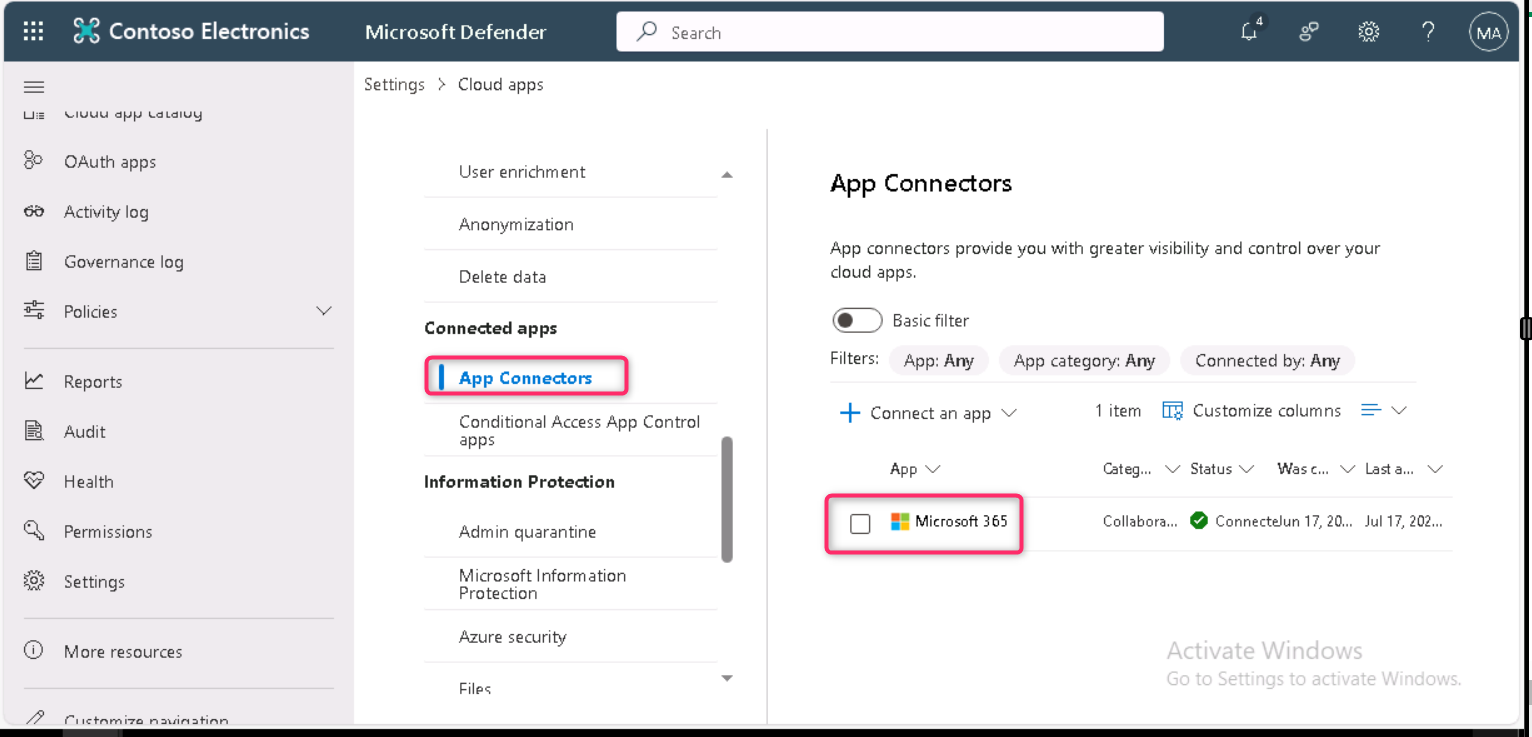 Contoso Electronics
Microsoft Defender
Search
4
MA
Cloud app catalog
OAuth apps
Activity log
Governance log
Policies
Reports
Audit
Health
Permissions
Settings
More resources
Customize navigation
Settings > Cloud apps
User enrichment
Anonymization
Delete data
Connected apps
App Connectors
Conditional Access App Control
apps
Information Protection
Admin quarantine
Microsoft Information
Protection
Azure security
Files
App Connectors
App connectors provide you with greater visibility and control over your
cloud apps.
Basic filter
Filters: App: Any App category: Any Connected by: Any
Connect an app 1 item Customize columns
App Categ... Status Was c... Last a...
Microsoft 365 Collabora... Connecte Jun 17, 20... Jul 17, 202...
Activate Windows
Go to Settings to activate Windows.